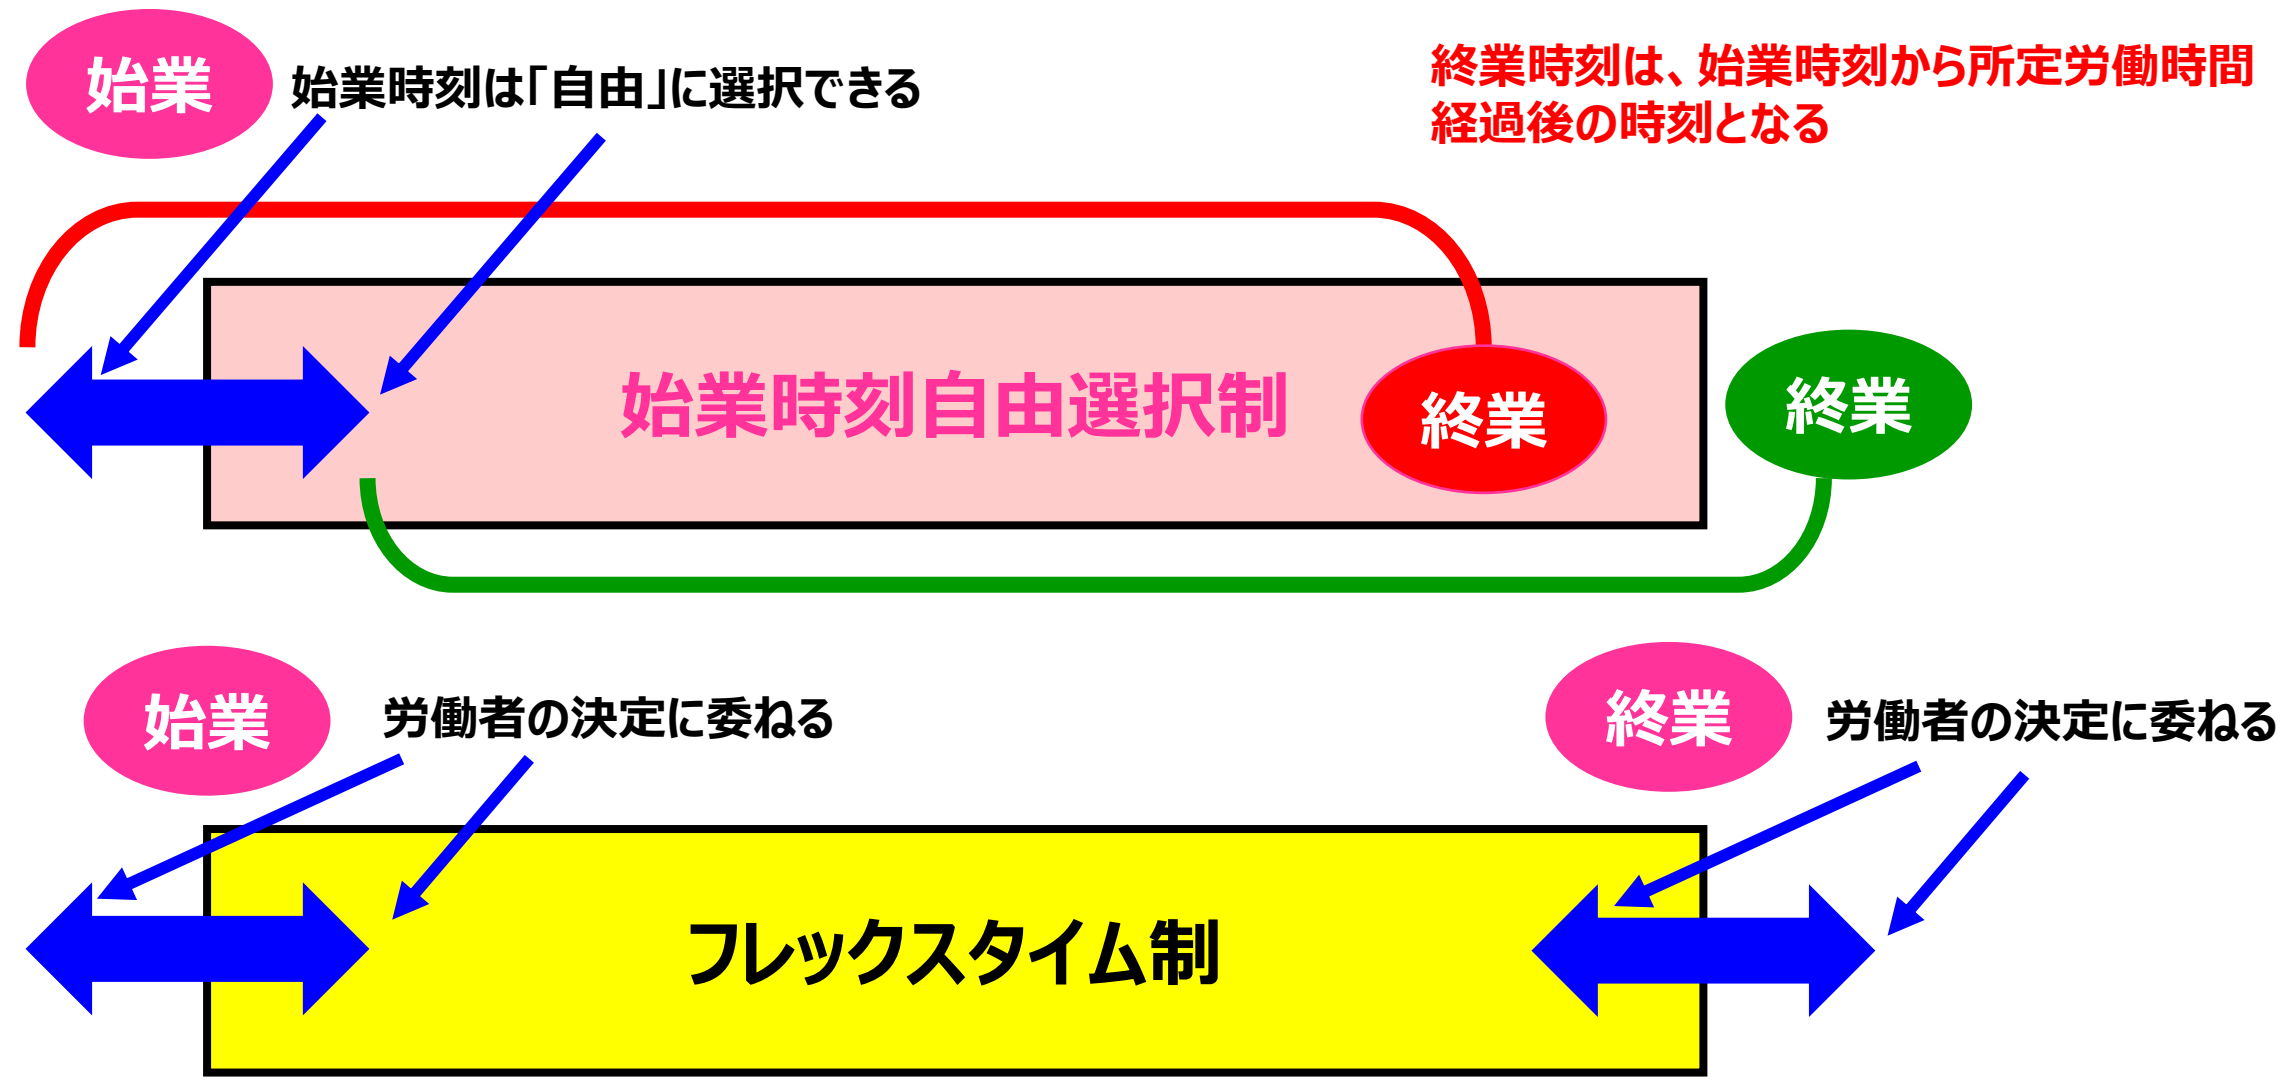 始業
始業時刻は「自由」に選択できる
終業時刻は、始業時刻から所定労働時間
経過後の時刻となる
始業時刻自由選択制
終業
終業
始業
労働者の決定に委ねる
終業
労働者の決定に委ねる
フレックスタイム制